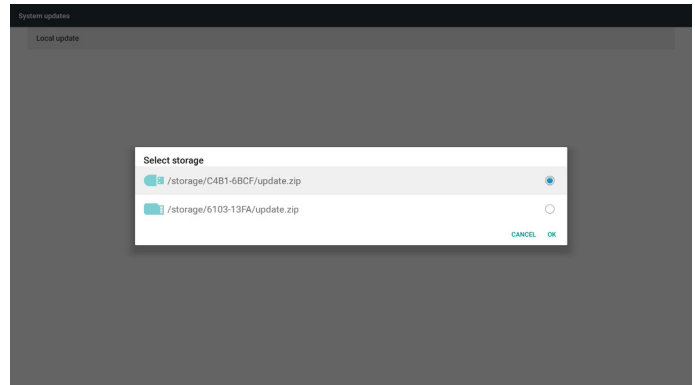 System updates
Local update
Select storage
/storage/C4B1-6BCF/update.zip
/storage/6103-13FA/update.zip
CANCEL OK